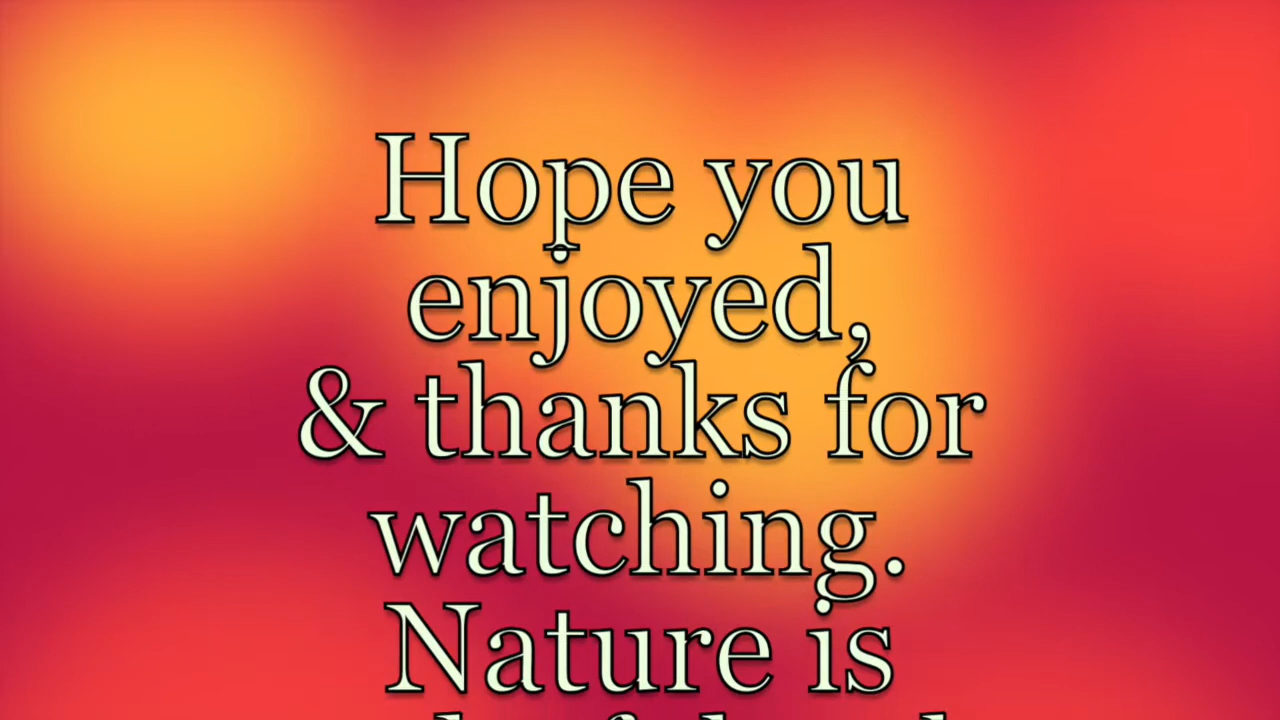 Hope you
enjoyed,
& thanks for
watching.
Nature is